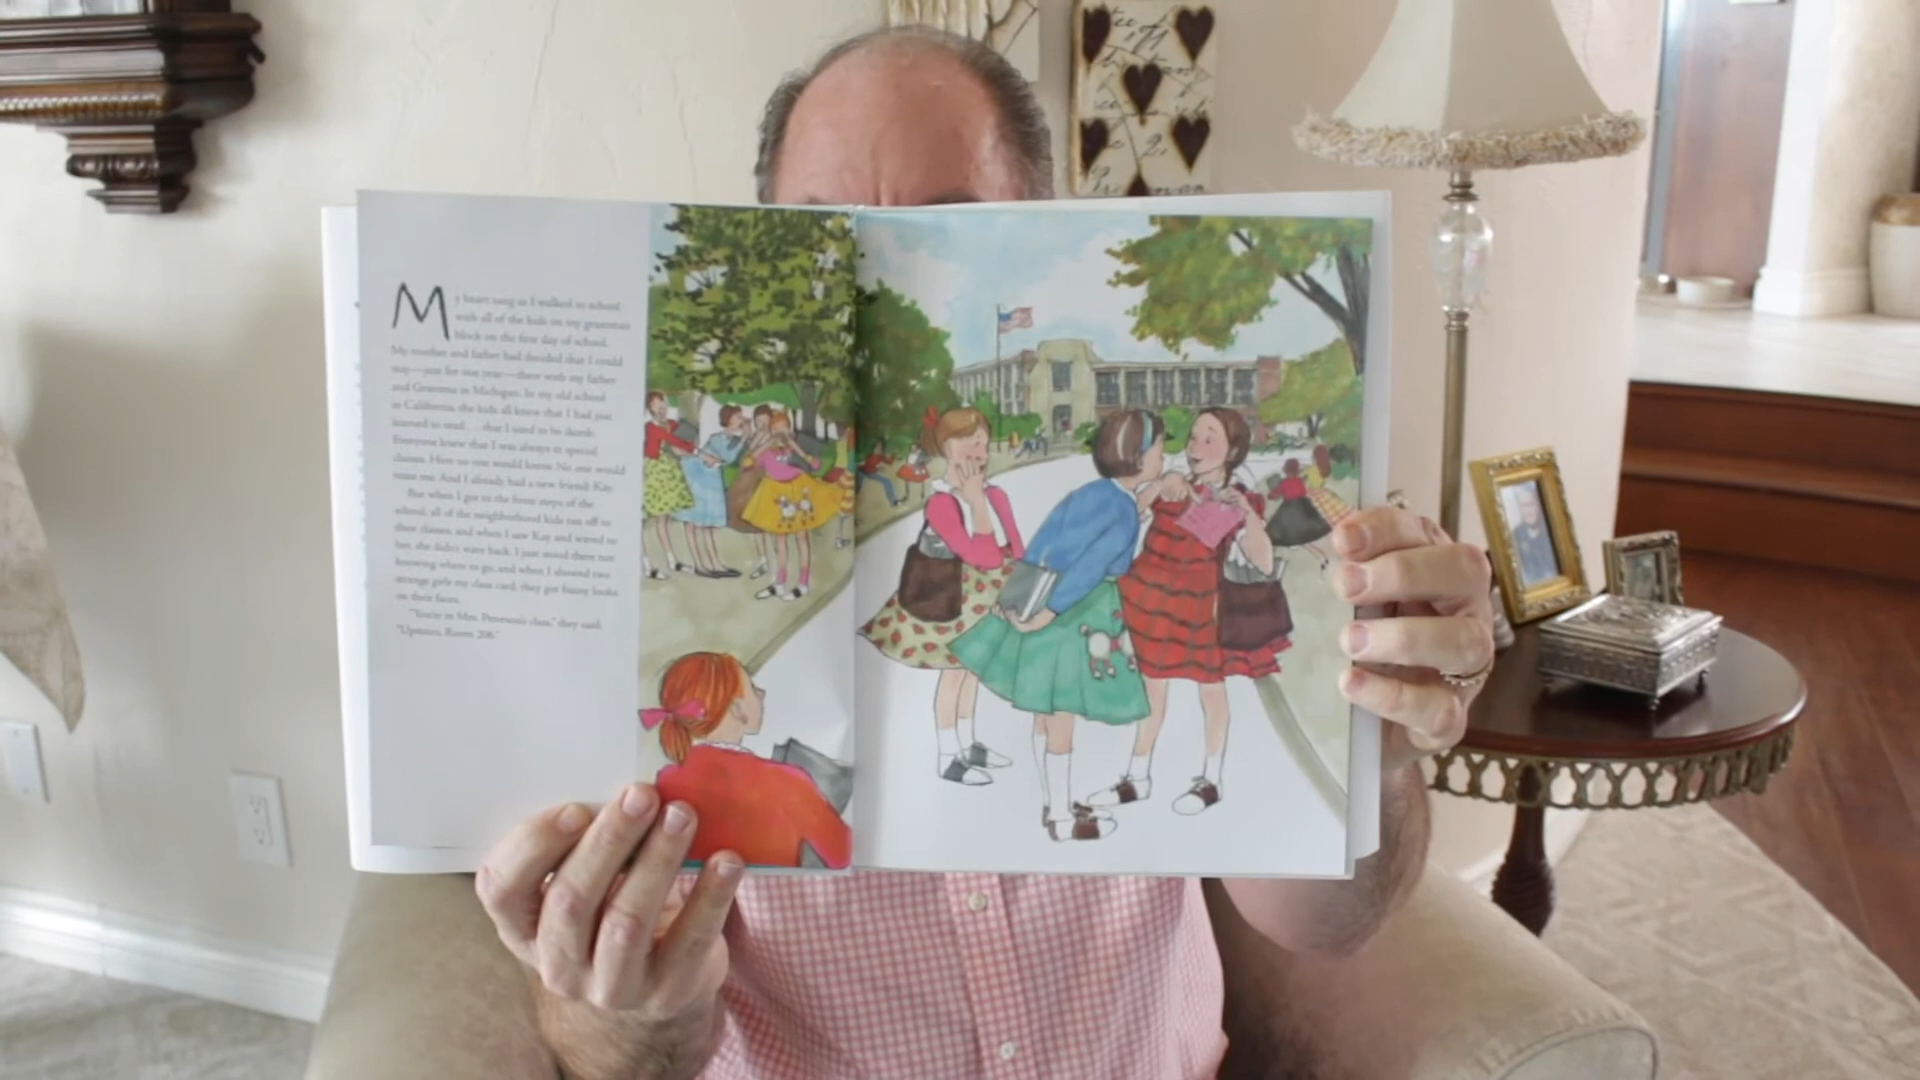 My heart sang as I walked to school
with all of the kids on my gramma's
block on the first day of school.
My mother and father had decided that I could
stay—just for one year—there with my father
and Gramma in Michigan. In my old school
in California, the kids all knew that I had just
learned to read . . . that I used to be dumb.
Everyone knew that I was always in special
classes. Here no one would know. No one would
tease me. And I already had a new friend: Kay.
But when I got to the front steps of the
school, all of the neighborhood kids ran off to
their classes, and when I saw Kay and waved to
her, she didn't wave back. I just stood there not
knowing where to go, and when I showed two
strange girls my class card, they got funny looks
on their faces.
"You're in Mrs. Peterson's class," they said.
"Upstairs, Room 206."